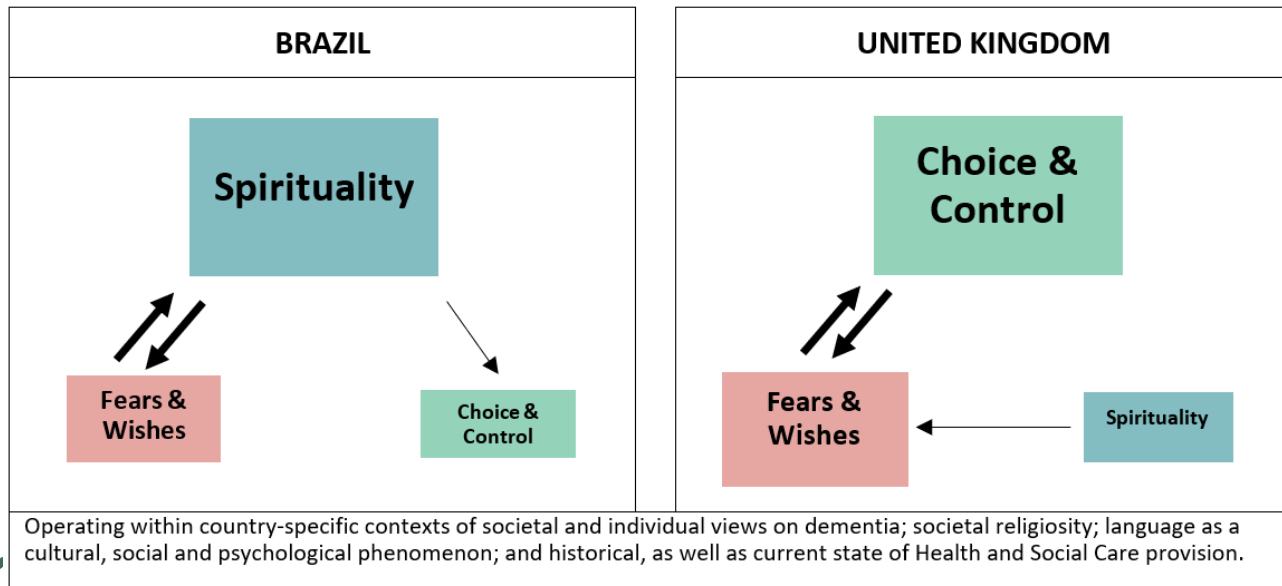 BRAZIL
Spirituality
Fears &
Wishes
Choice &
Control
UNITED KINGDOM
Choice &
Control
Fears &
Wishes
Spirituality
Operating within country-specific contexts of societal and individual views on dementia; societal religiosity; language as a
cultural, social and psychological phenomenon; and historical, as well as current state of Health and Social Care provision.